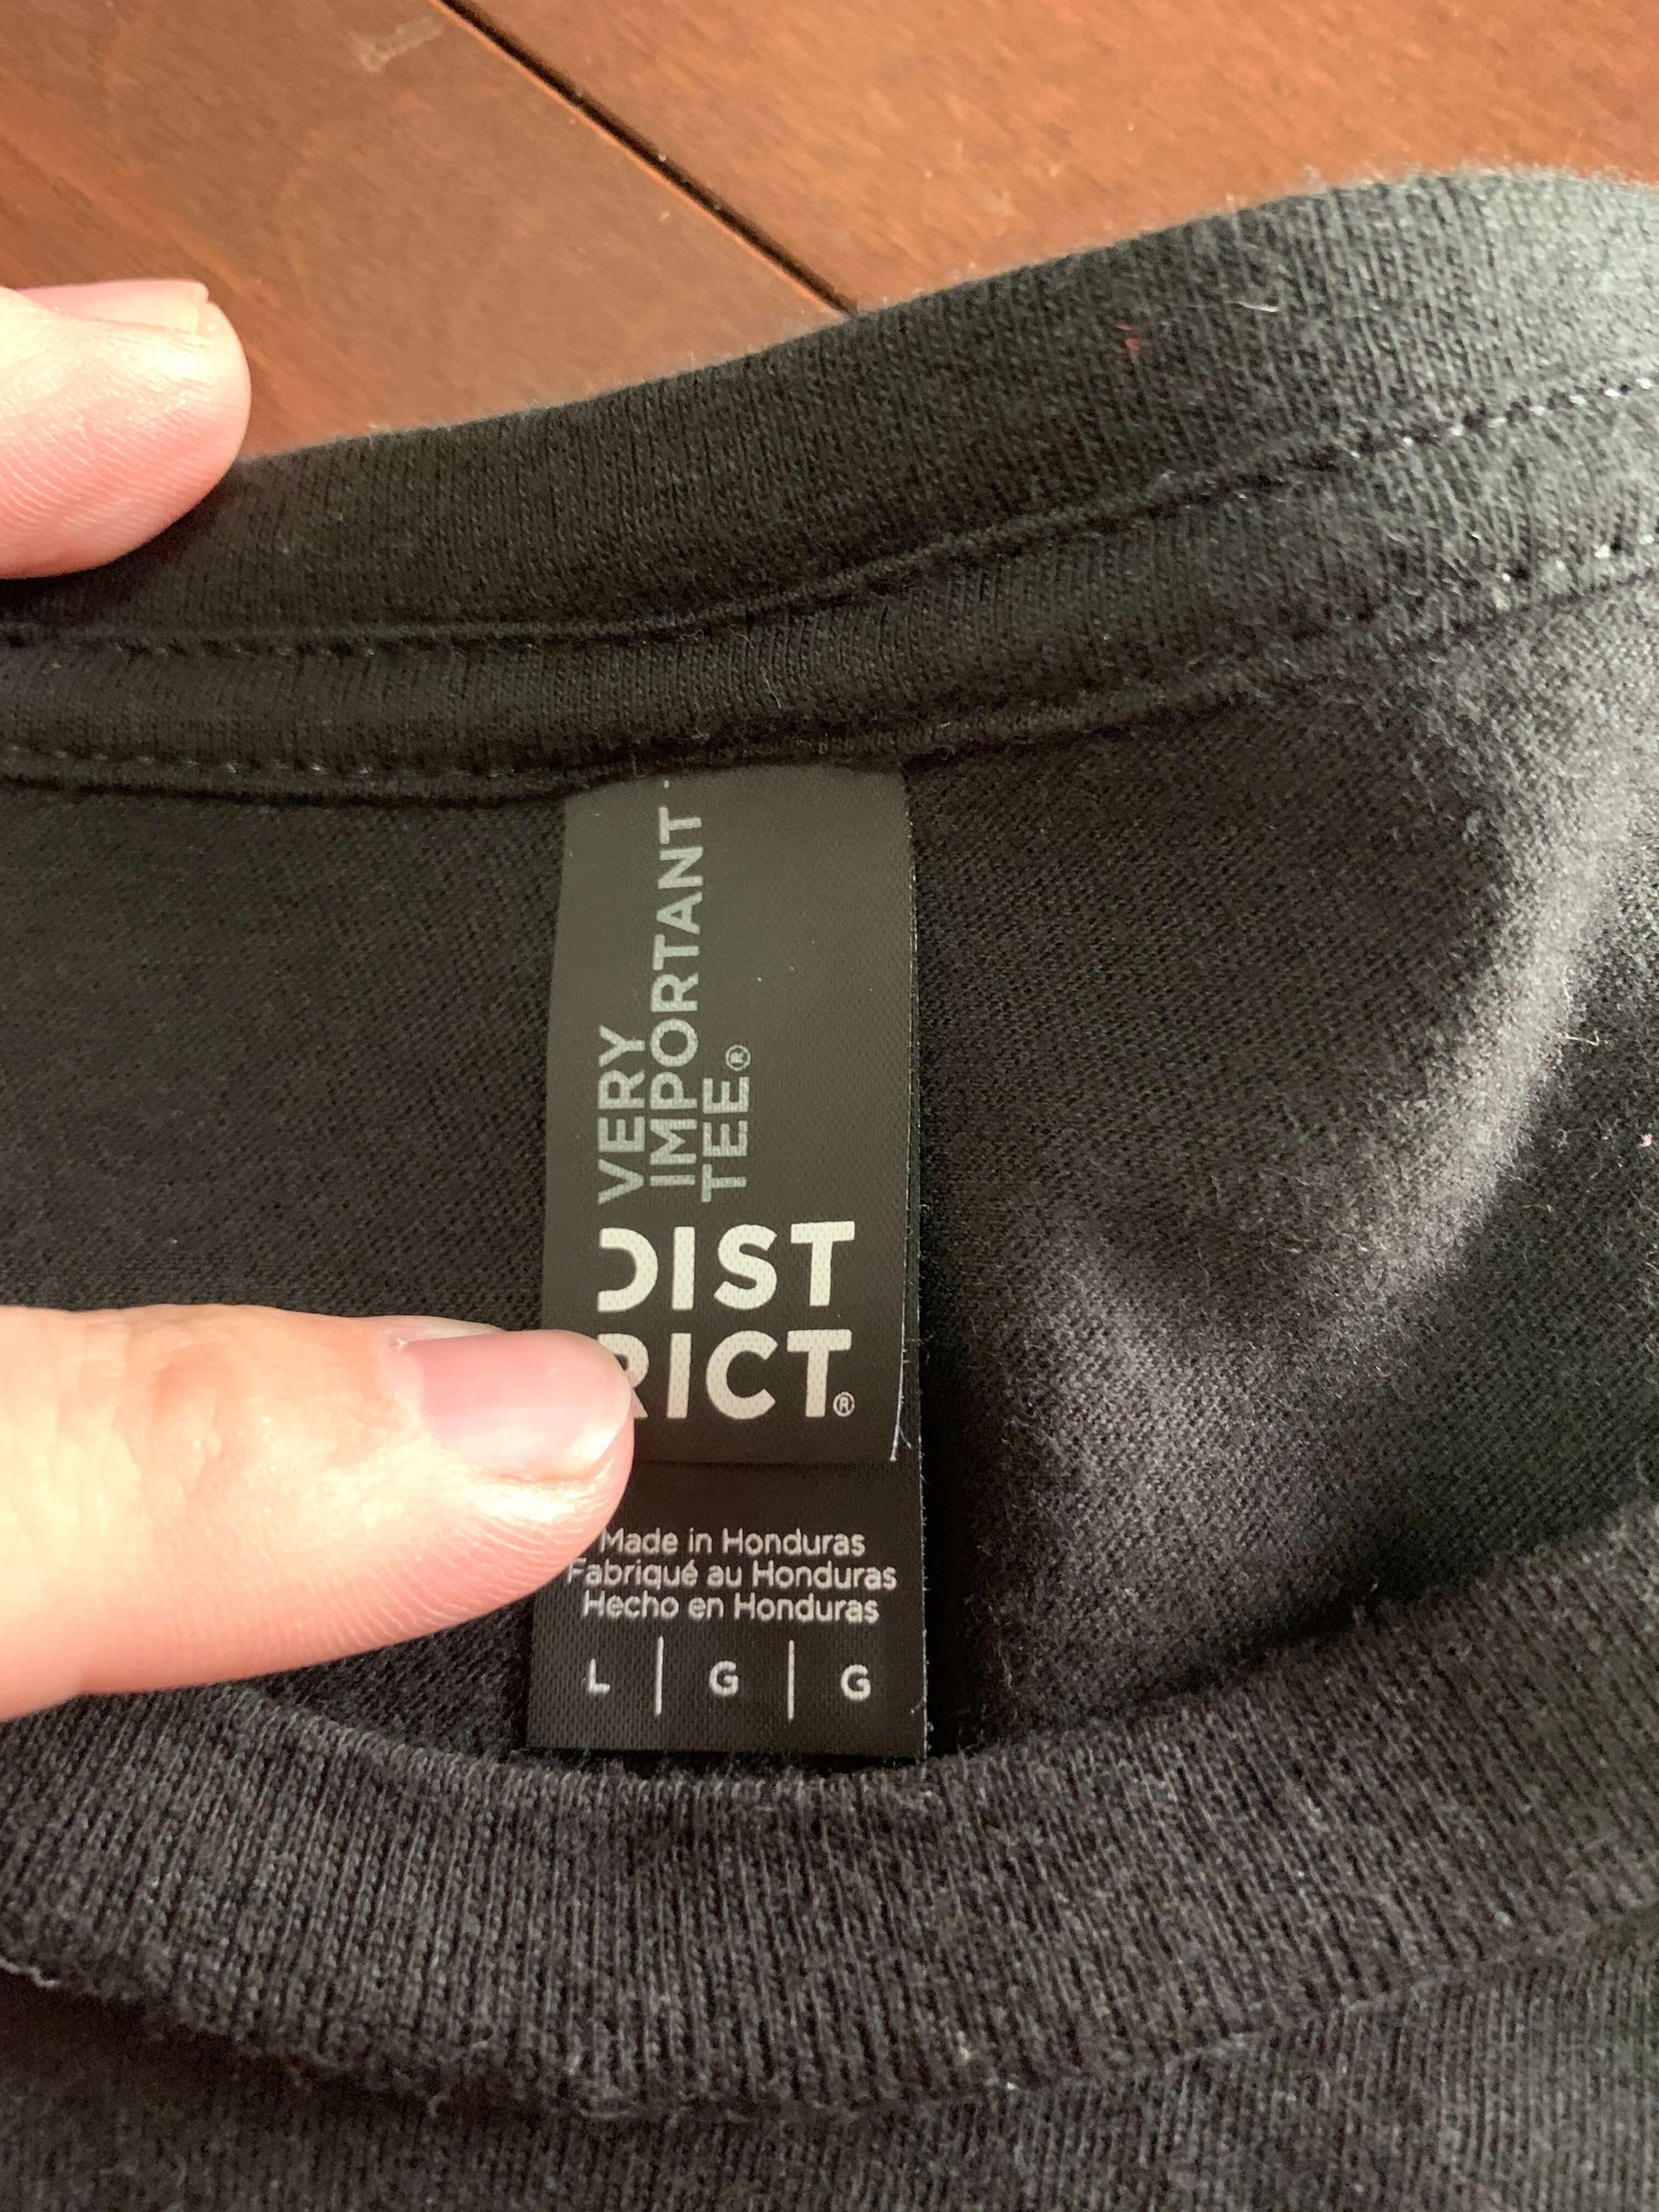 VERY
IMPORTANT
TEE®
DIST
RICT®
Made in Honduras
Fabriqué au Honduras
Hecho en Honduras
L | G | G